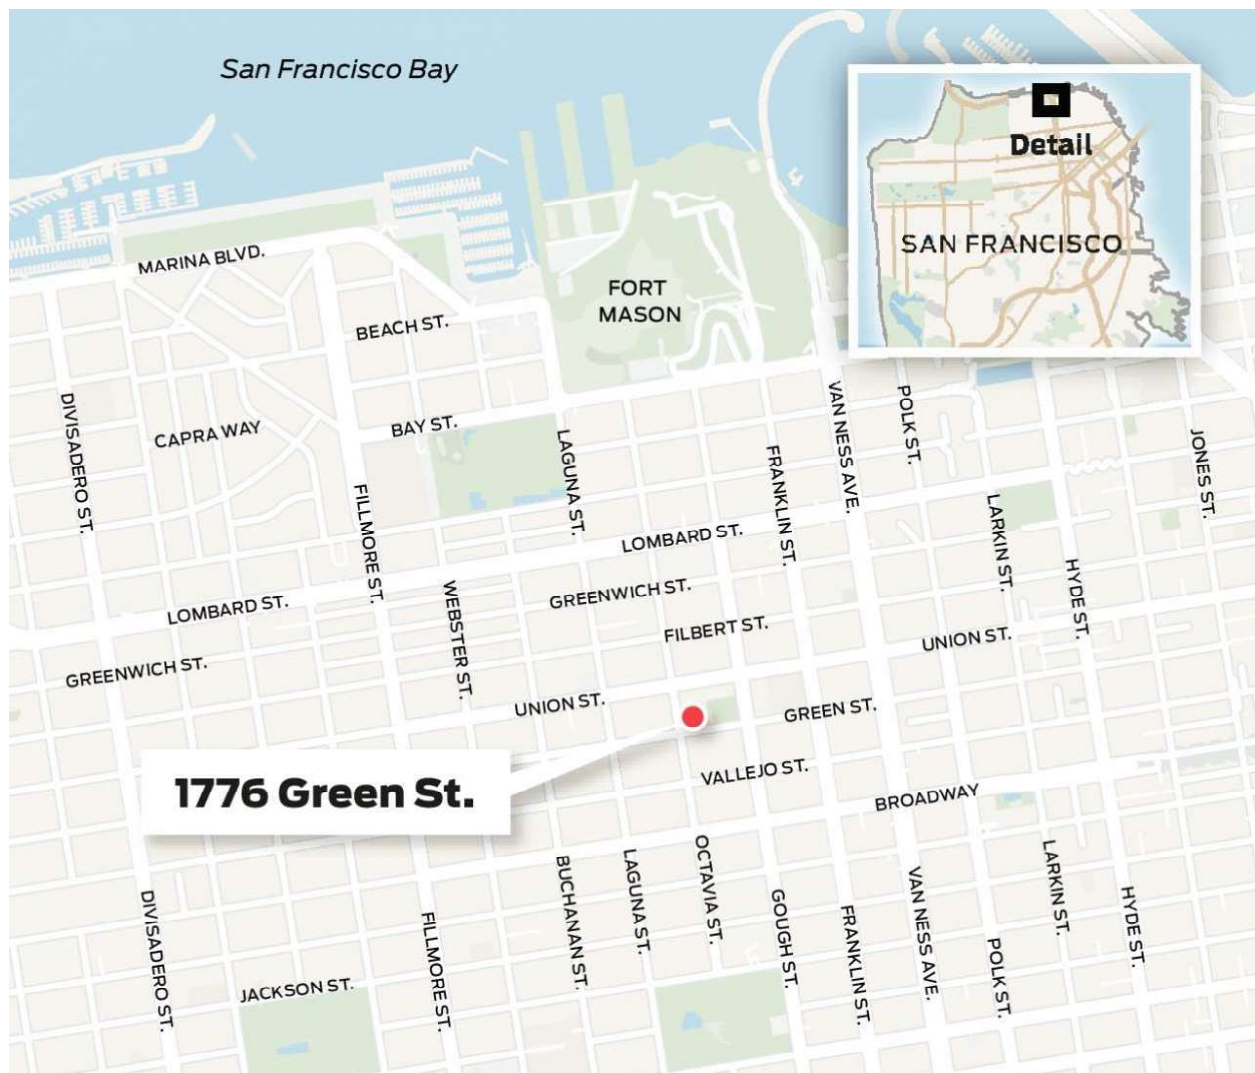 San Francisco Bay
Detail
SAN FRANCISCO
MARINA BLVD.
FORT
MASON
BEACH ST.
BAY ST.
CAPRA WAY
DIVISADERO ST.
FILLMORE ST.
LAGUNA ST.
FRANKLIN ST.
VAN NESS AVE.
POLK ST.
JONES ST.
LARKIN ST.
HYDE ST.
LOMBARD ST.
GREENWICH ST.
WEBSTER ST.
LOMBARD ST.
FILBERT ST.
UNION ST.
GREENWICH ST.
UNION ST.
GREEN ST.
1776 Green St.
VALLEJO ST.
BROADWAY
DIVISADERO ST.
FILLMORE ST.
BUCHANAN ST.
LAGUNA ST.
OCTAVIA ST.
GOUGH ST.
FRANKLIN ST.
VAN NESS AVE.
POLK ST.
LARKIN ST.
HYDE ST.
JACKSON ST.